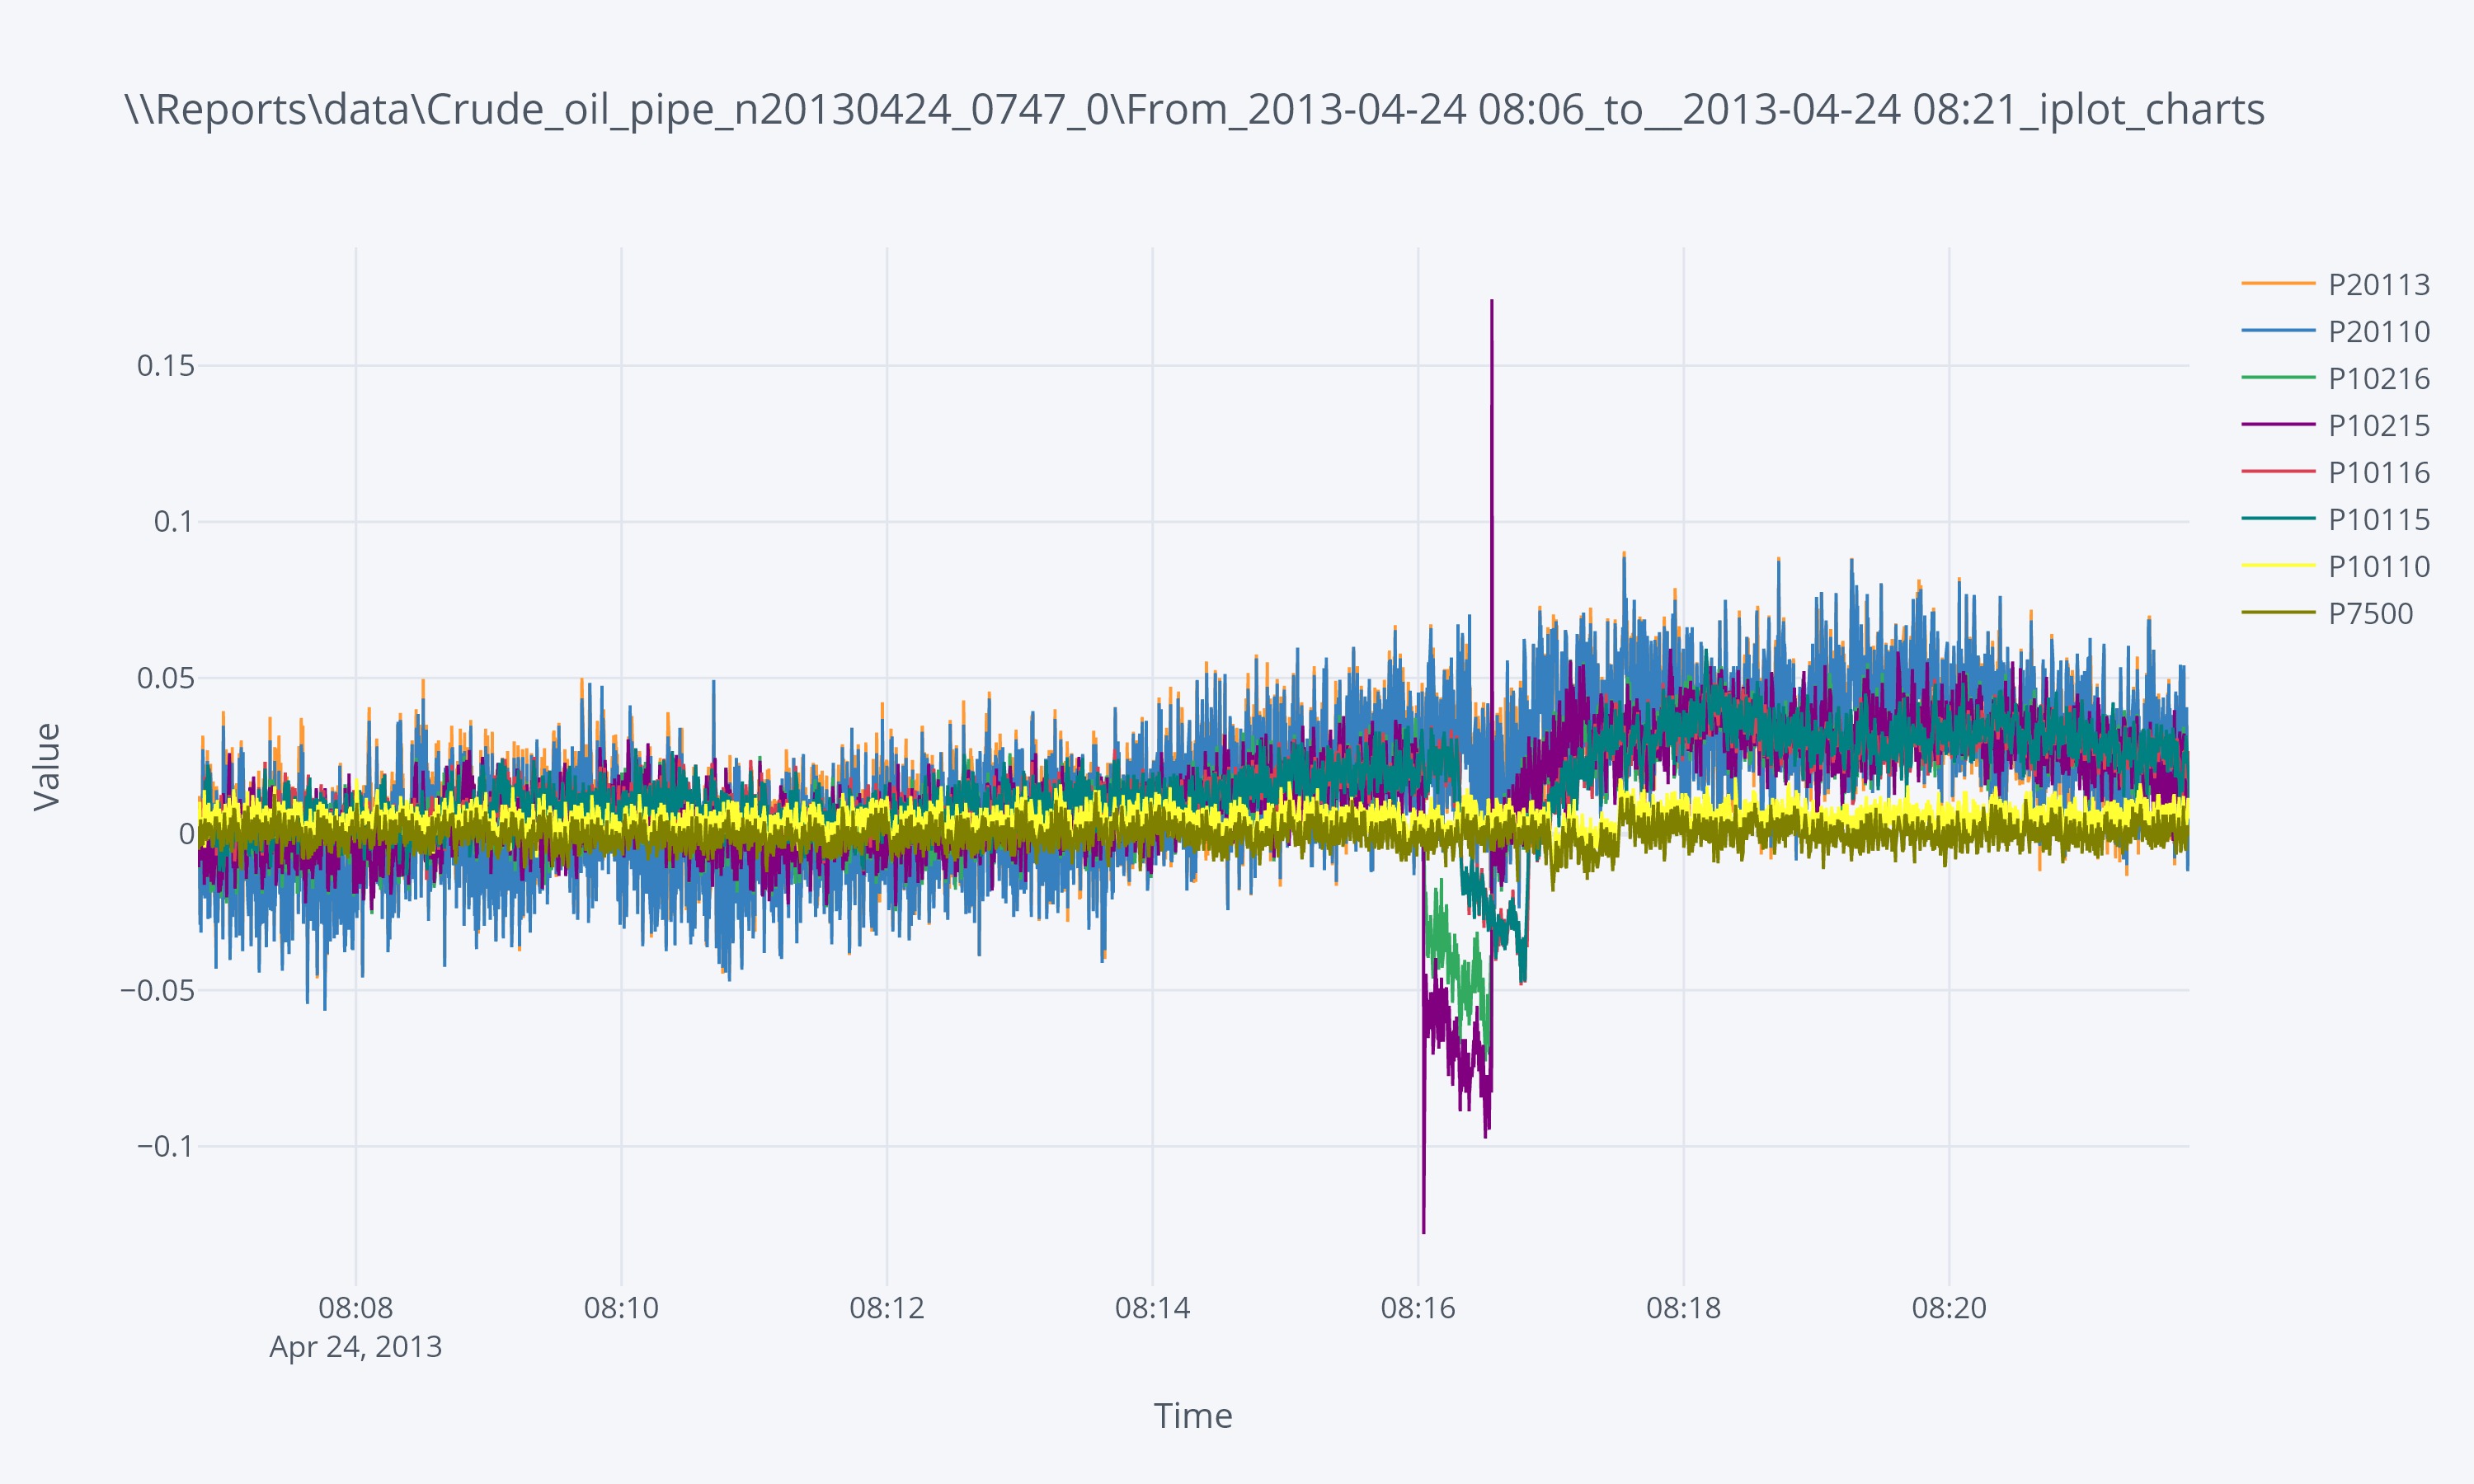 \\Reports\data\Crude_oil_pipe_n20130424_0747_0\From_2013-04-24 08:06_to__2013-04-24 08:21_iplot_charts
P20113
P20110
P10216
P10215
P10116
P10115
P10110
P7500
0.15
0.1
0.05
0
−0.05
−0.1
Value
08:08
08:10
08:12
08:14
08:16
08:18
08:20
Apr 24, 2013
Time